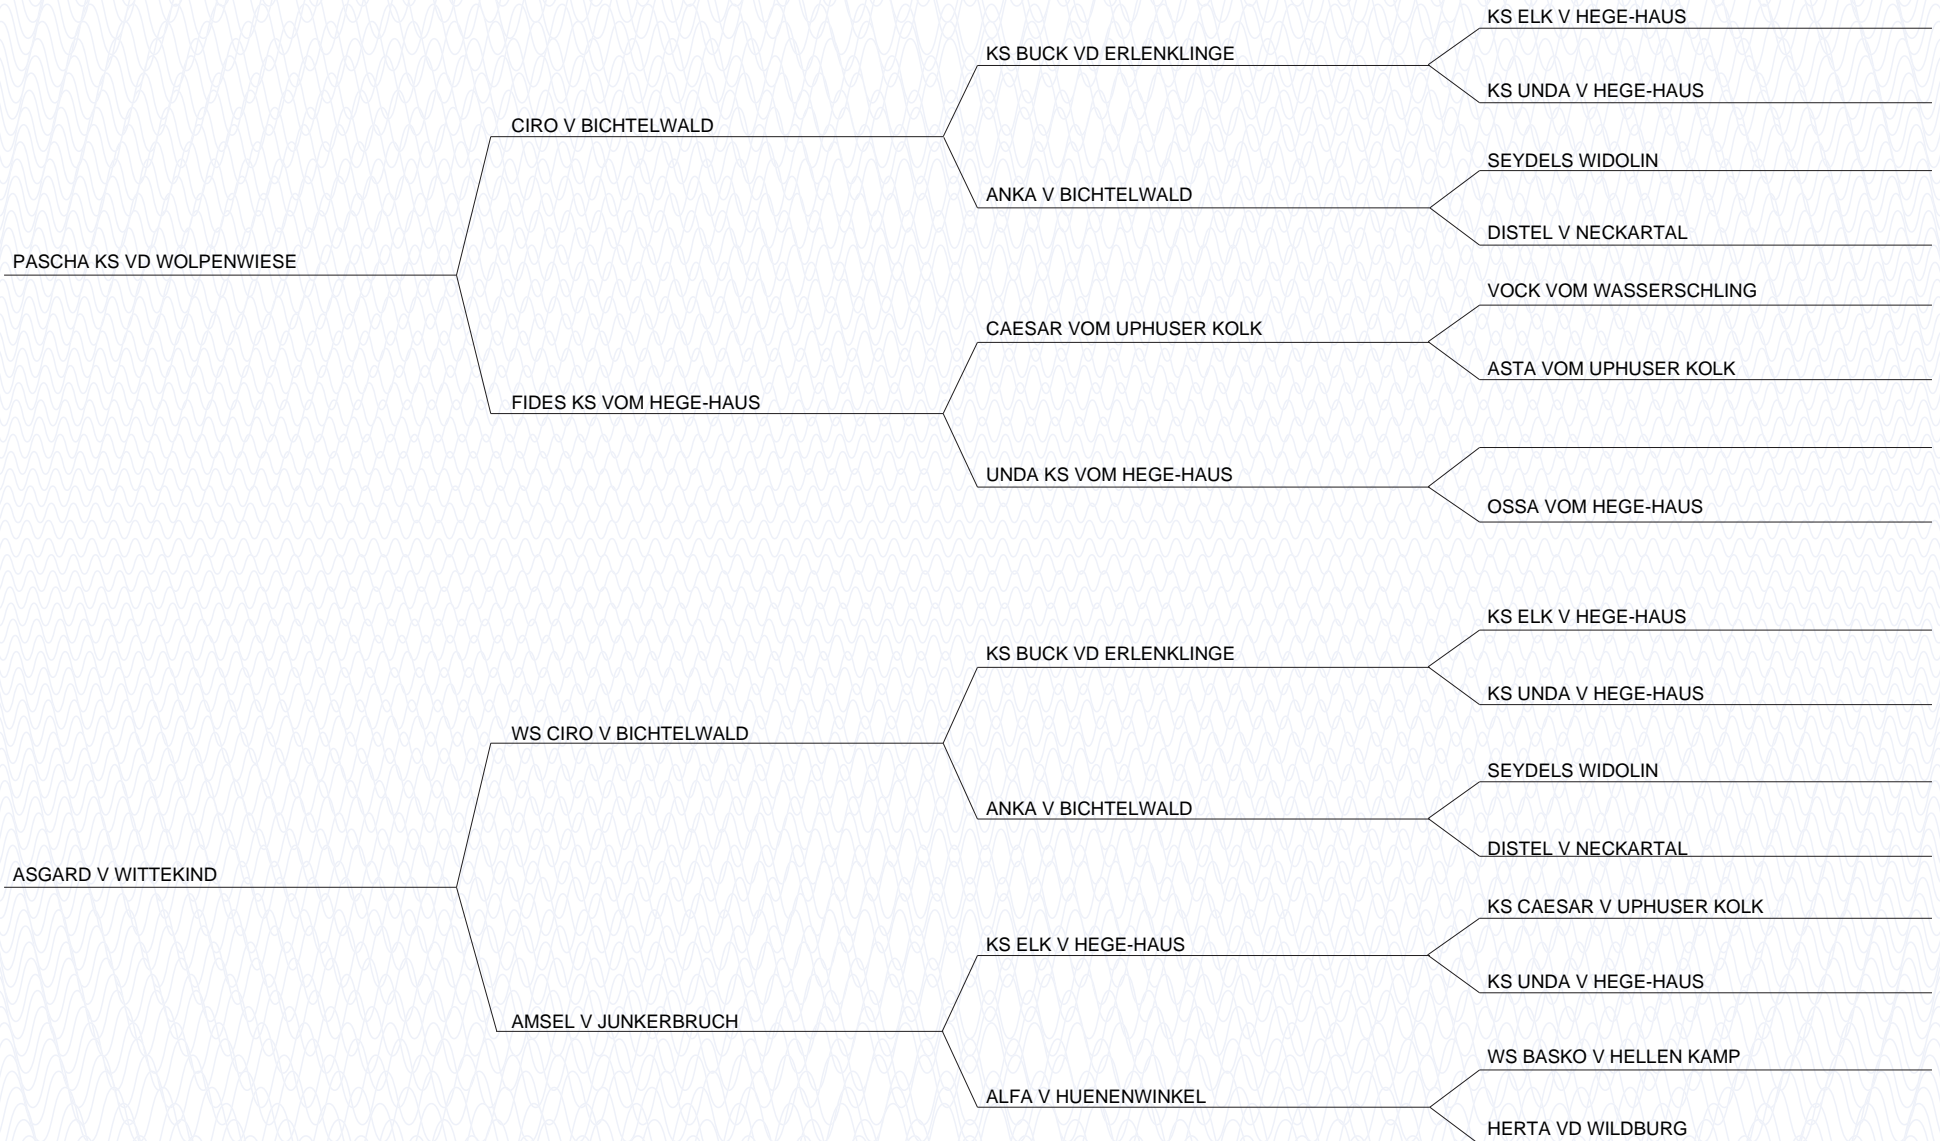 KS ELK V HEGE-HAUS
KS BUCK VD ERLENKLINGE
KS UNDA V HEGE-HAUS
CIRO V BICHTELWALD
SEYDELS WIDOLIN
ANKA V BICHTELWALD
DISTEL V NECKARTAL
PASCHA KS VD WOLPENWIESE
VOCK VOM WASSERSCHLING
CAESAR VOM UPHUSER KOLK
ASTA VOM UPHUSER KOLK
FIDES KS VOM HEGE-HAUS
UNDA KS VOM HEGE-HAUS
OSSA VOM HEGE-HAUS
KS ELK V HEGE-HAUS
KS BUCK VD ERLENKLINGE
KS UNDA V HEGE-HAUS
WS CIRO V BICHTELWALD
SEYDELS WIDOLIN
ANKA V BICHTELWALD
DISTEL V NECKARTAL
ASGARD V WITTEKIND
KS CAESAR V UPHUSER KOLK
KS ELK V HEGE-HAUS
KS UNDA V HEGE-HAUS
AMSEL V JUNKERBRUCH
WS BASKO V HELLEN KAMP
ALFA V HUENENWINKEL
HERTA VD WILDBURG